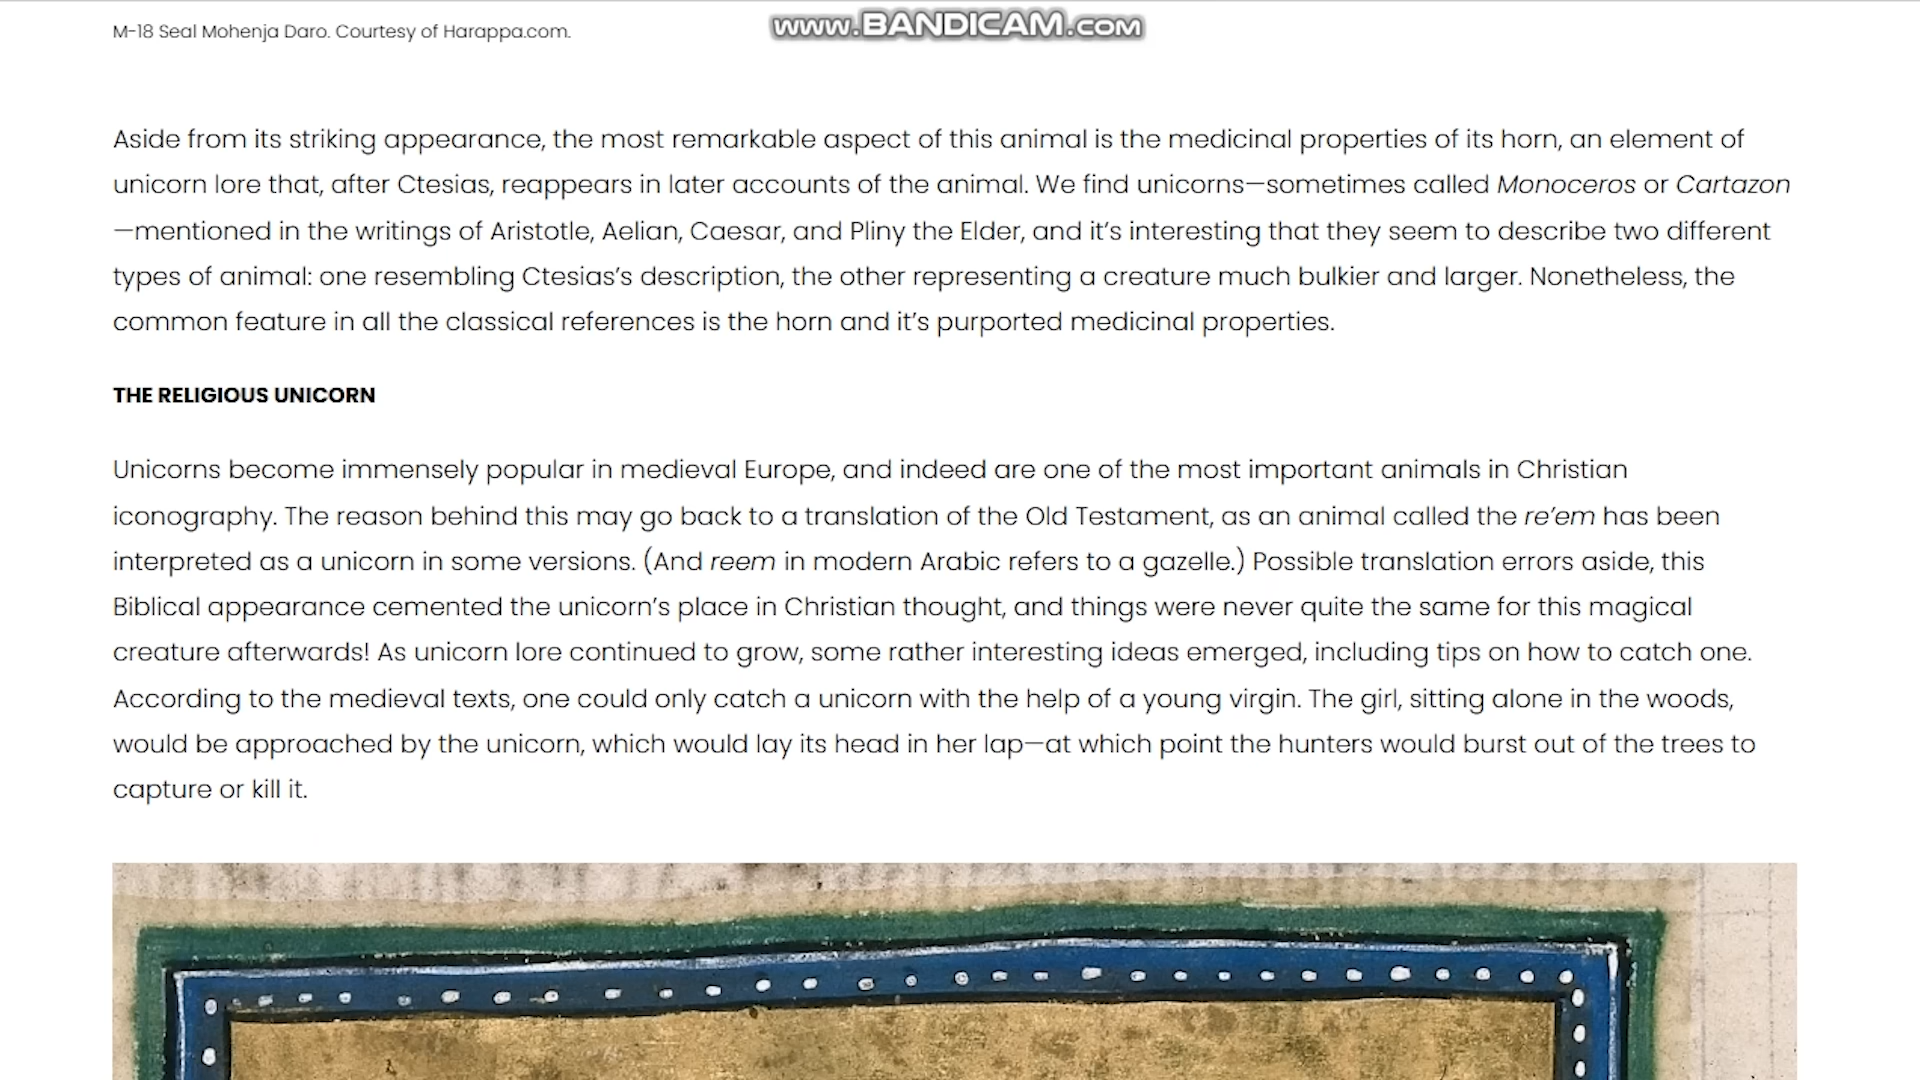 M-18 Seal Mohenja Daro. Courtesy of Harappa.com.
www.BANDICAM.COM
Aside from its striking appearance, the most remarkable aspect of this animal is the medicinal properties of its horn, an element of
unicorn lore that, after Ctesias, reappears in later accounts of the animal. We find unicorns—sometimes called Monoceros or Cartazon
—mentioned in the writings of Aristotle, Aelian, Caesar, and Pliny the Elder, and it’s interesting that they seem to describe two different
types of animal: one resembling Ctesias’s description, the other representing a creature much bulkier and larger. Nonetheless, the
common feature in all the classical references is the horn and it’s purported medicinal properties.
THE RELIGIOUS UNICORN
Unicorns become immensely popular in medieval Europe, and indeed are one of the most important animals in Christian
iconography. The reason behind this may go back to a translation of the Old Testament, as an animal called the re’em has been
interpreted as a unicorn in some versions. (And reem in modern Arabic refers to a gazelle.) Possible translation errors aside, this
Biblical appearance cemented the unicorn’s place in Christian thought, and things were never quite the same for this magical
creature afterwards! As unicorn lore continued to grow, some rather interesting ideas emerged, including tips on how to catch one.
According to the medieval texts, one could only catch a unicorn with the help of a young virgin. The girl, sitting alone in the woods,
would be approached by the unicorn, which would lay its head in her lap—at which point the hunters would burst out of the trees to
capture or kill it.